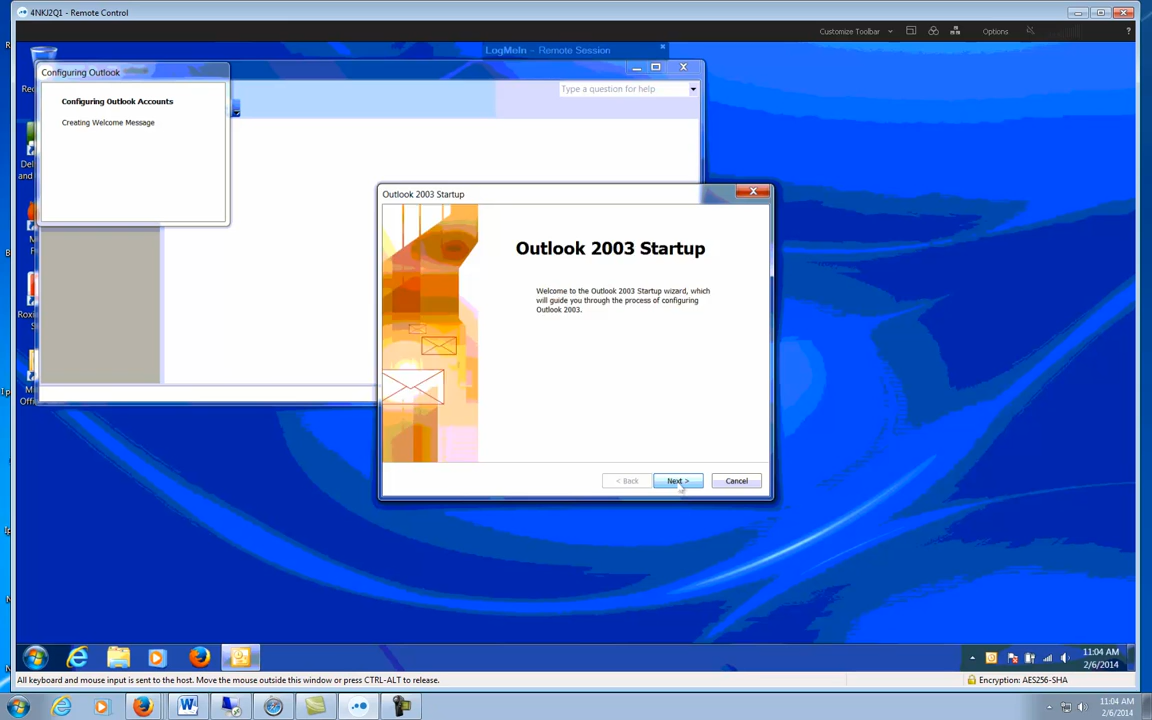 4NKJ2Q1 - Remote Control
Customize Toolbar
Options
?
LogMeIn - Remote Session
Configuring Outlook
Configuring Outlook Accounts
Creating Welcome Message
Type a question for help
Outlook 2003 Startup
Outlook 2003 Startup
Welcome to the Outlook 2003 Startup wizard, which
will guide you through the process of configuring
Outlook 2003.
< Back
Next >
Cancel
11:04 AM
2/6/2014
All keyboard and mouse input is sent to the host. Move the mouse outside this window or press CTRL-ALT to release.
Encryption: AES256-SHA
11:04 AM
2/6/2014